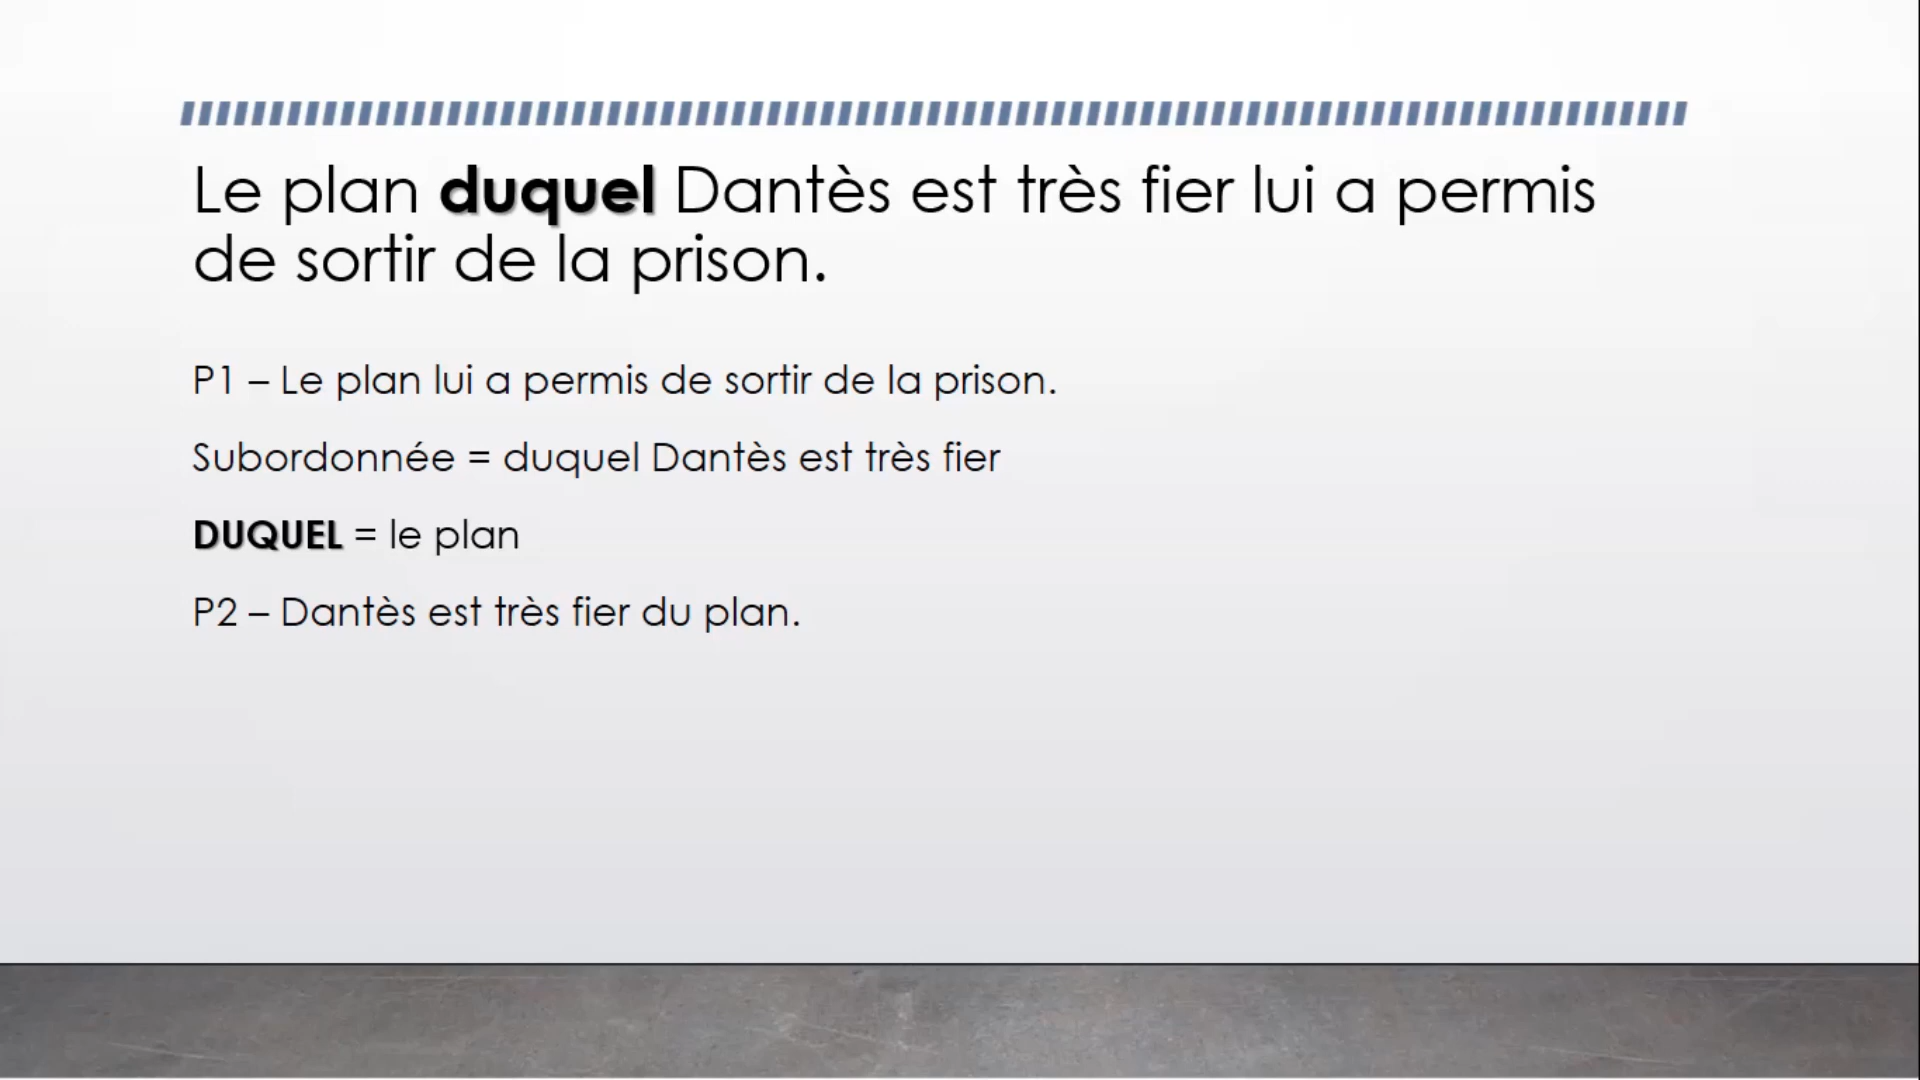 Le plan duquel Dantès est très fier lui a permis
de sortir de la prison.
P1 – Le plan lui a permis de sortir de la prison.
Subordonnée = duquel Dantès est très fier
DUQUEL = le plan
P2 – Dantès est très fier du plan.